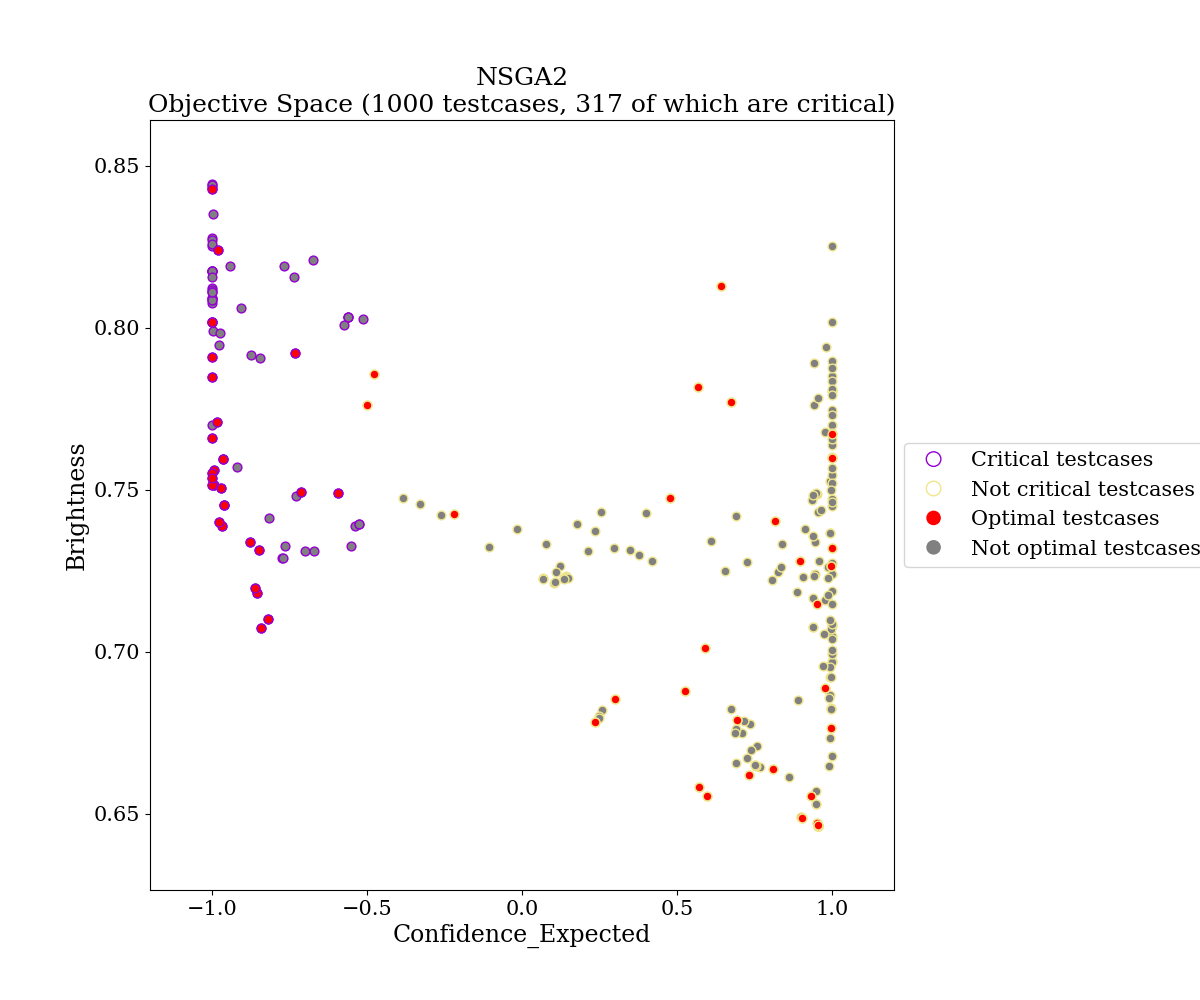 NSGA2
Objective Space (1000 testcases, 317 of which are critical)
0.85
0.80
0.75
0.70
0.65
Brightness
−1.0
−0.5
0.0
0.5
1.0
Confidence_Expected
Critical testcases
Not critical testcases
Optimal testcases
Not optimal testcases